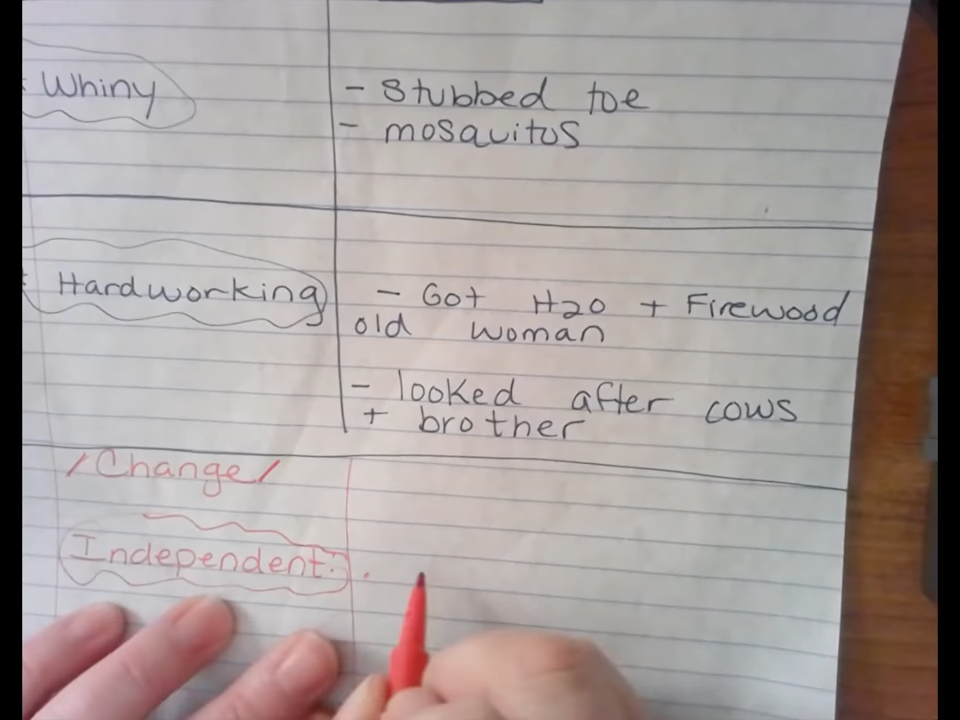 Whiny
- Stubbed toe
- mosquitos
Hardworking
- Got H2O + Firewood
old woman
- looked after cows
+ brother
/Change/
Independent.